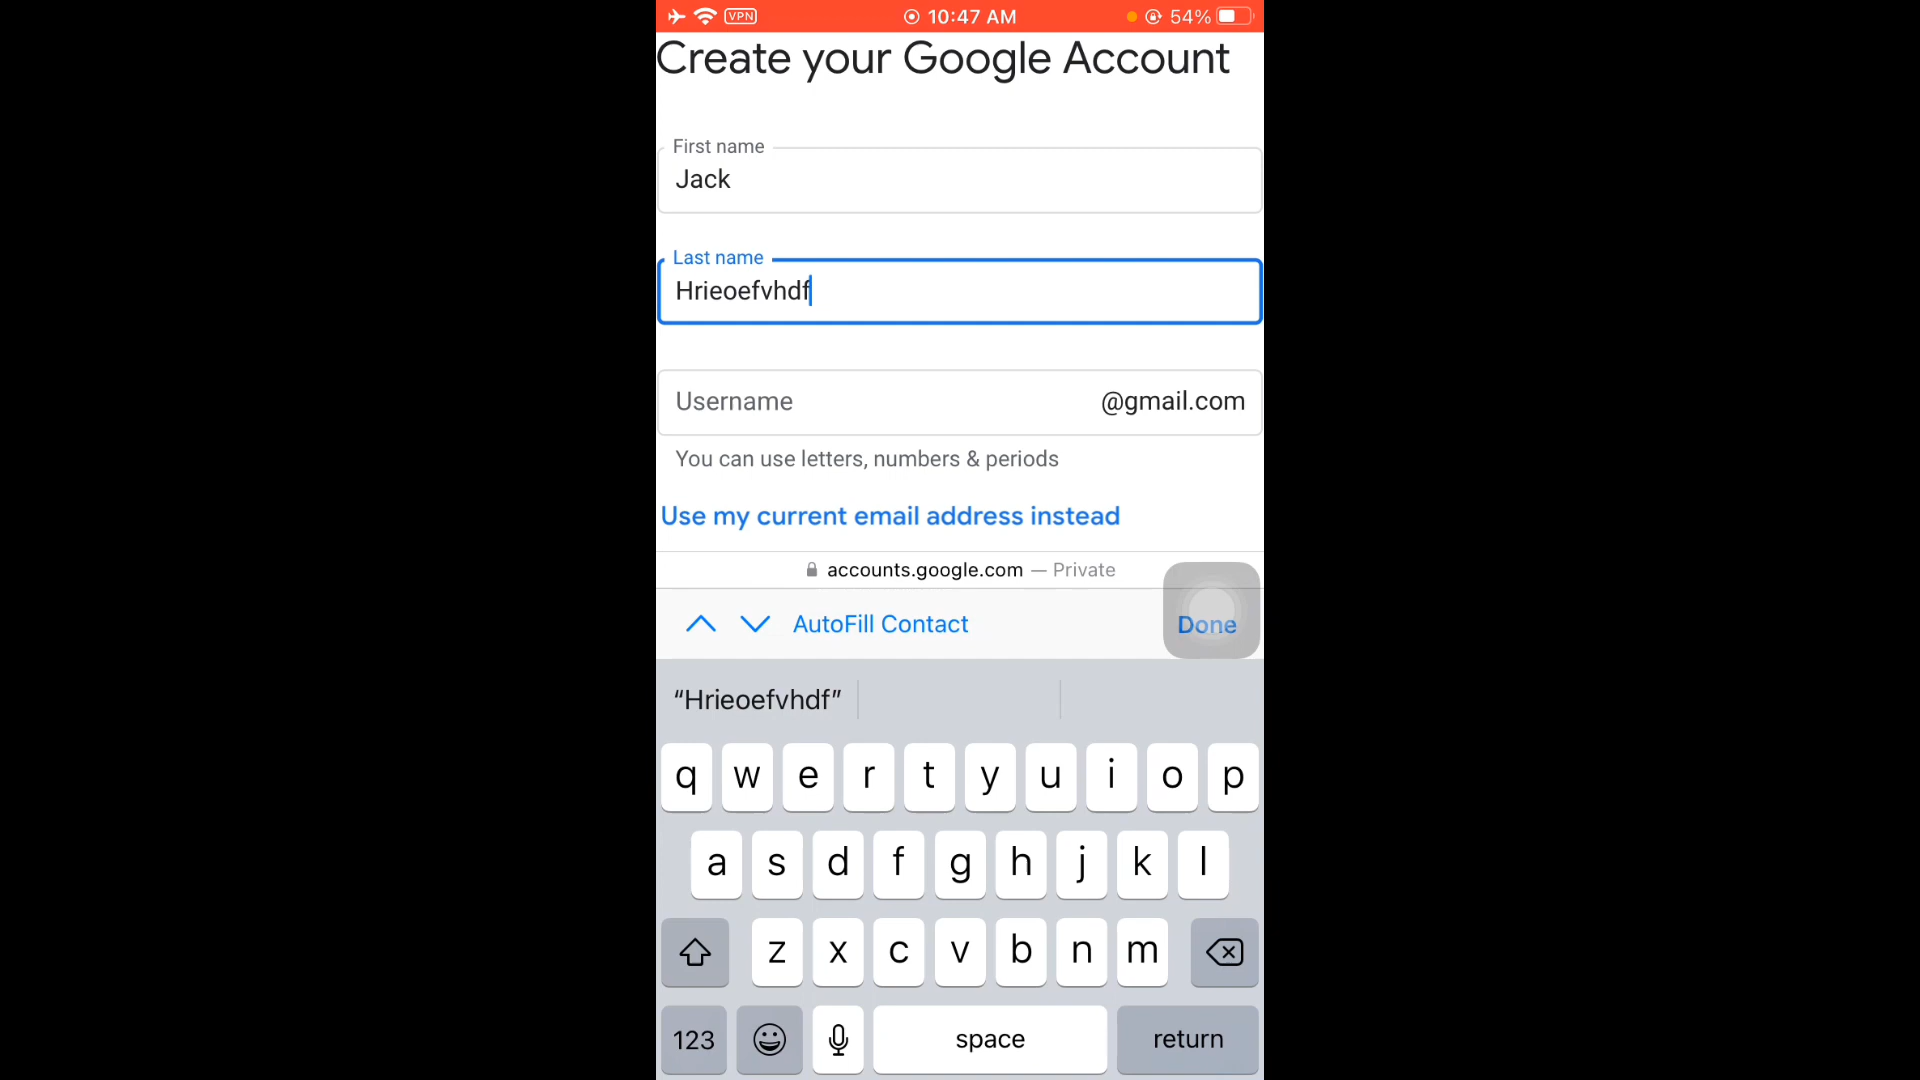 VPN 10:47 AM 54%
Create your Google Account
First name
Jack
Last name
Hrieoefvhdf
Username @gmail.com
You can use letters, numbers & periods
Use my current email address instead
accounts.google.com — Private
AutoFill Contact Done
“Hrieoefvhdf”
q w e r t y u i o p
a s d f g h j k l
z x c v b n m
123 space return